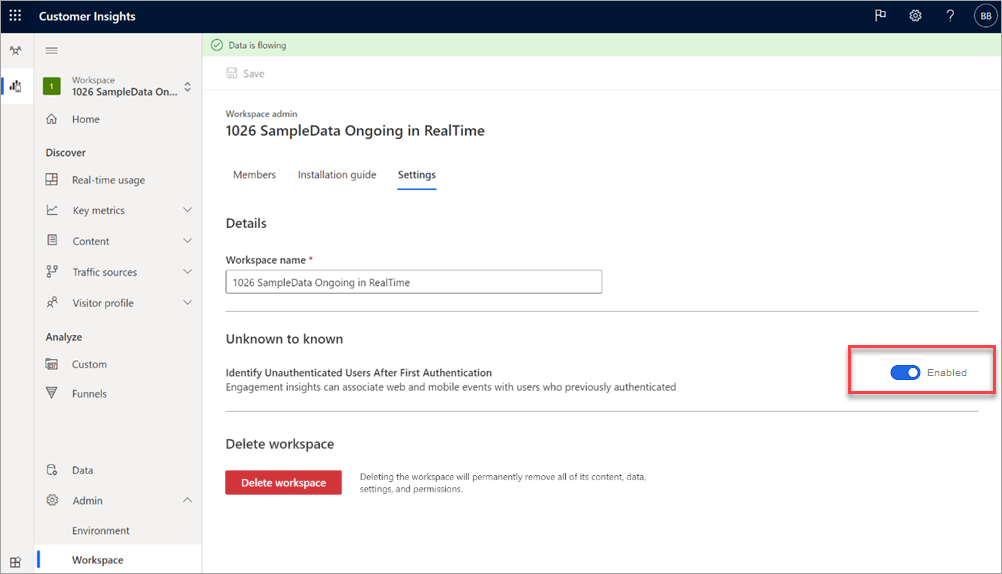 Customer Insights
?
BB
Data is flowing
1
Workspace
1026 SampleData On...
Save
Home
Workspace admin
1026 SampleData Ongoing in RealTime
Discover
Members Installation guide Settings
Real-time usage
Key metrics
Details
Content
Workspace name *
Traffic sources
1026 SampleData Ongoing in RealTime
Visitor profile
Analyze
Unknown to known
Custom
Identify Unauthenticated Users After First Authentication
Enabled
Engagement insights can associate web and mobile events with users who previously authenticated
Funnels
Delete workspace
Data
Delete workspace
Deleting the workspace will permanently remove all of its content, data,
settings, and permissions.
Admin
Environment
Workspace